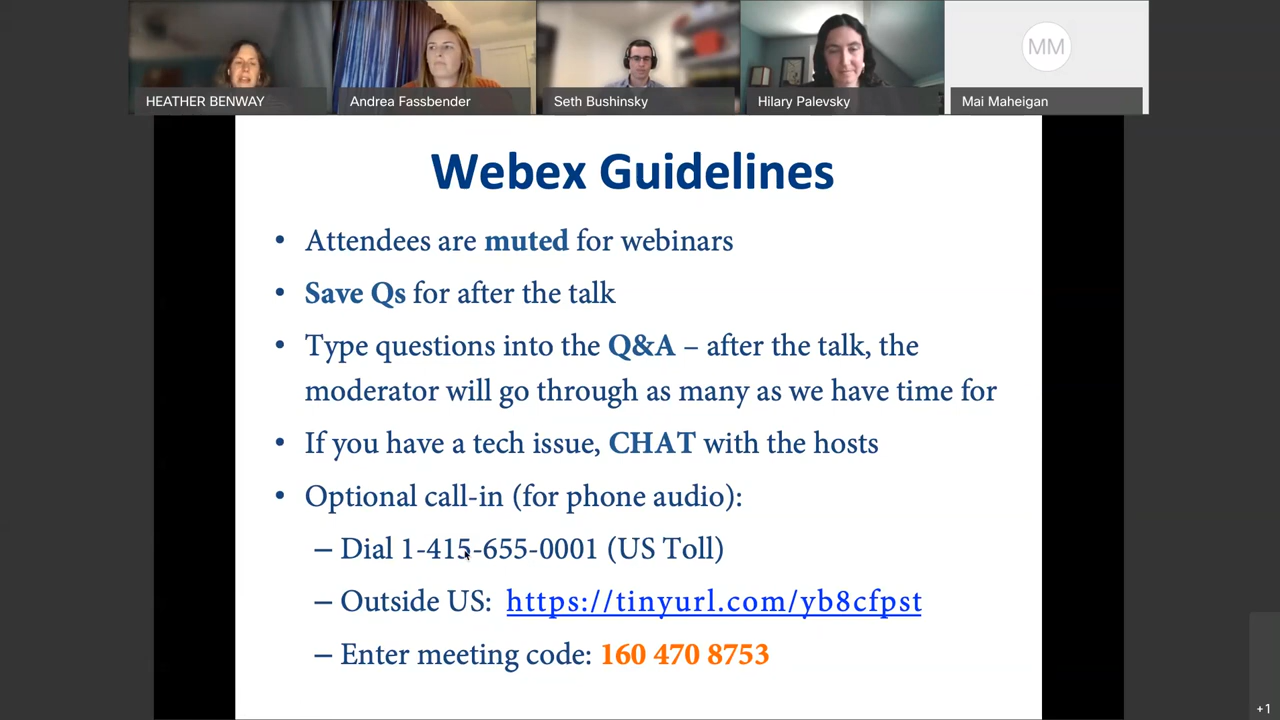 MM
HEATHER BENWAY
Andrea Fassbender
Seth Bushinsky
Hilary Palevsky
Mai Maheigan
Webex Guidelines
• Attendees are muted for webinars
• Save Qs for after the talk
• Type questions into the Q&A – after the talk, the
moderator will go through as many as we have time for
• If you have a tech issue, CHAT with the hosts
• Optional call-in (for phone audio):
– Dial 1-415-655-0001 (US Toll)
– Outside US: https://tinyurl.com/yb8cfpst
– Enter meeting code: 160 470 8753
+1